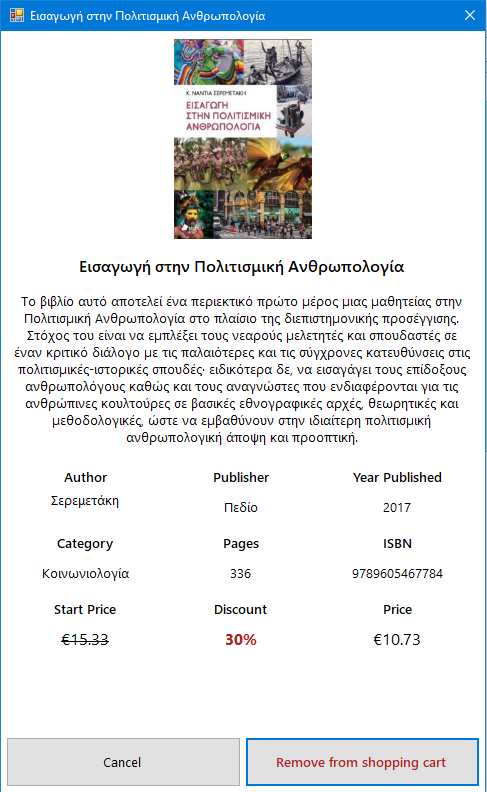 Εισαγωγή στην Πολιτισμική Ανθρωπολογία
Κ. ΝΑΝΤΙΑ ΣΕΡΕΜΕΤΑΚΗ
ΕΙΣΑΓΩΓΗ
ΣΤΗΝ ΠΟΛΙΤΙΣΜΙΚΗ
ΑΝΘΡΩΠΟΛΟΓΙΑ
Εισαγωγή στην Πολιτισμική Ανθρωπολογία
Το βιβλίο αυτό αποτελεί ένα περιεκτικό πρώτο μέρος μιας μαθητείας στην
Πολιτισμική Ανθρωπολογία στο πλαίσιο της διεπιστημονικής προσέγγισης.
Στόχος του είναι να εμπλέξει τους νεαρούς μελετητές και σπουδαστές σε
έναν κριτικό διάλογο με τις παλαιότερες και τις σύγχρονες κατευθύνσεις στις
πολιτισμικές-ιστορικές σπουδές· ειδικότερα δε, να εισαγάγει τους επίδοξους
ανθρωπολόγους καθώς και τους αναγνώστες που ενδιαφέρονται για τις
ανθρώπινες κουλτούρες σε βασικές εθνογραφικές αρχές, θεωρητικές και
μεθοδολογικές, ώστε να εμβαθύνουν στην ιδιαίτερη πολιτισμική
ανθρωπολογική άποψη και προοπτική.
Author Publisher Year Published
Σερεμετάκη Πεδίο 2017
Category Pages ISBN
Κοινωνιολογία 336 9789605467784
Start Price Discount Price
€15.33 30% €10.73
Cancel Remove from shopping cart